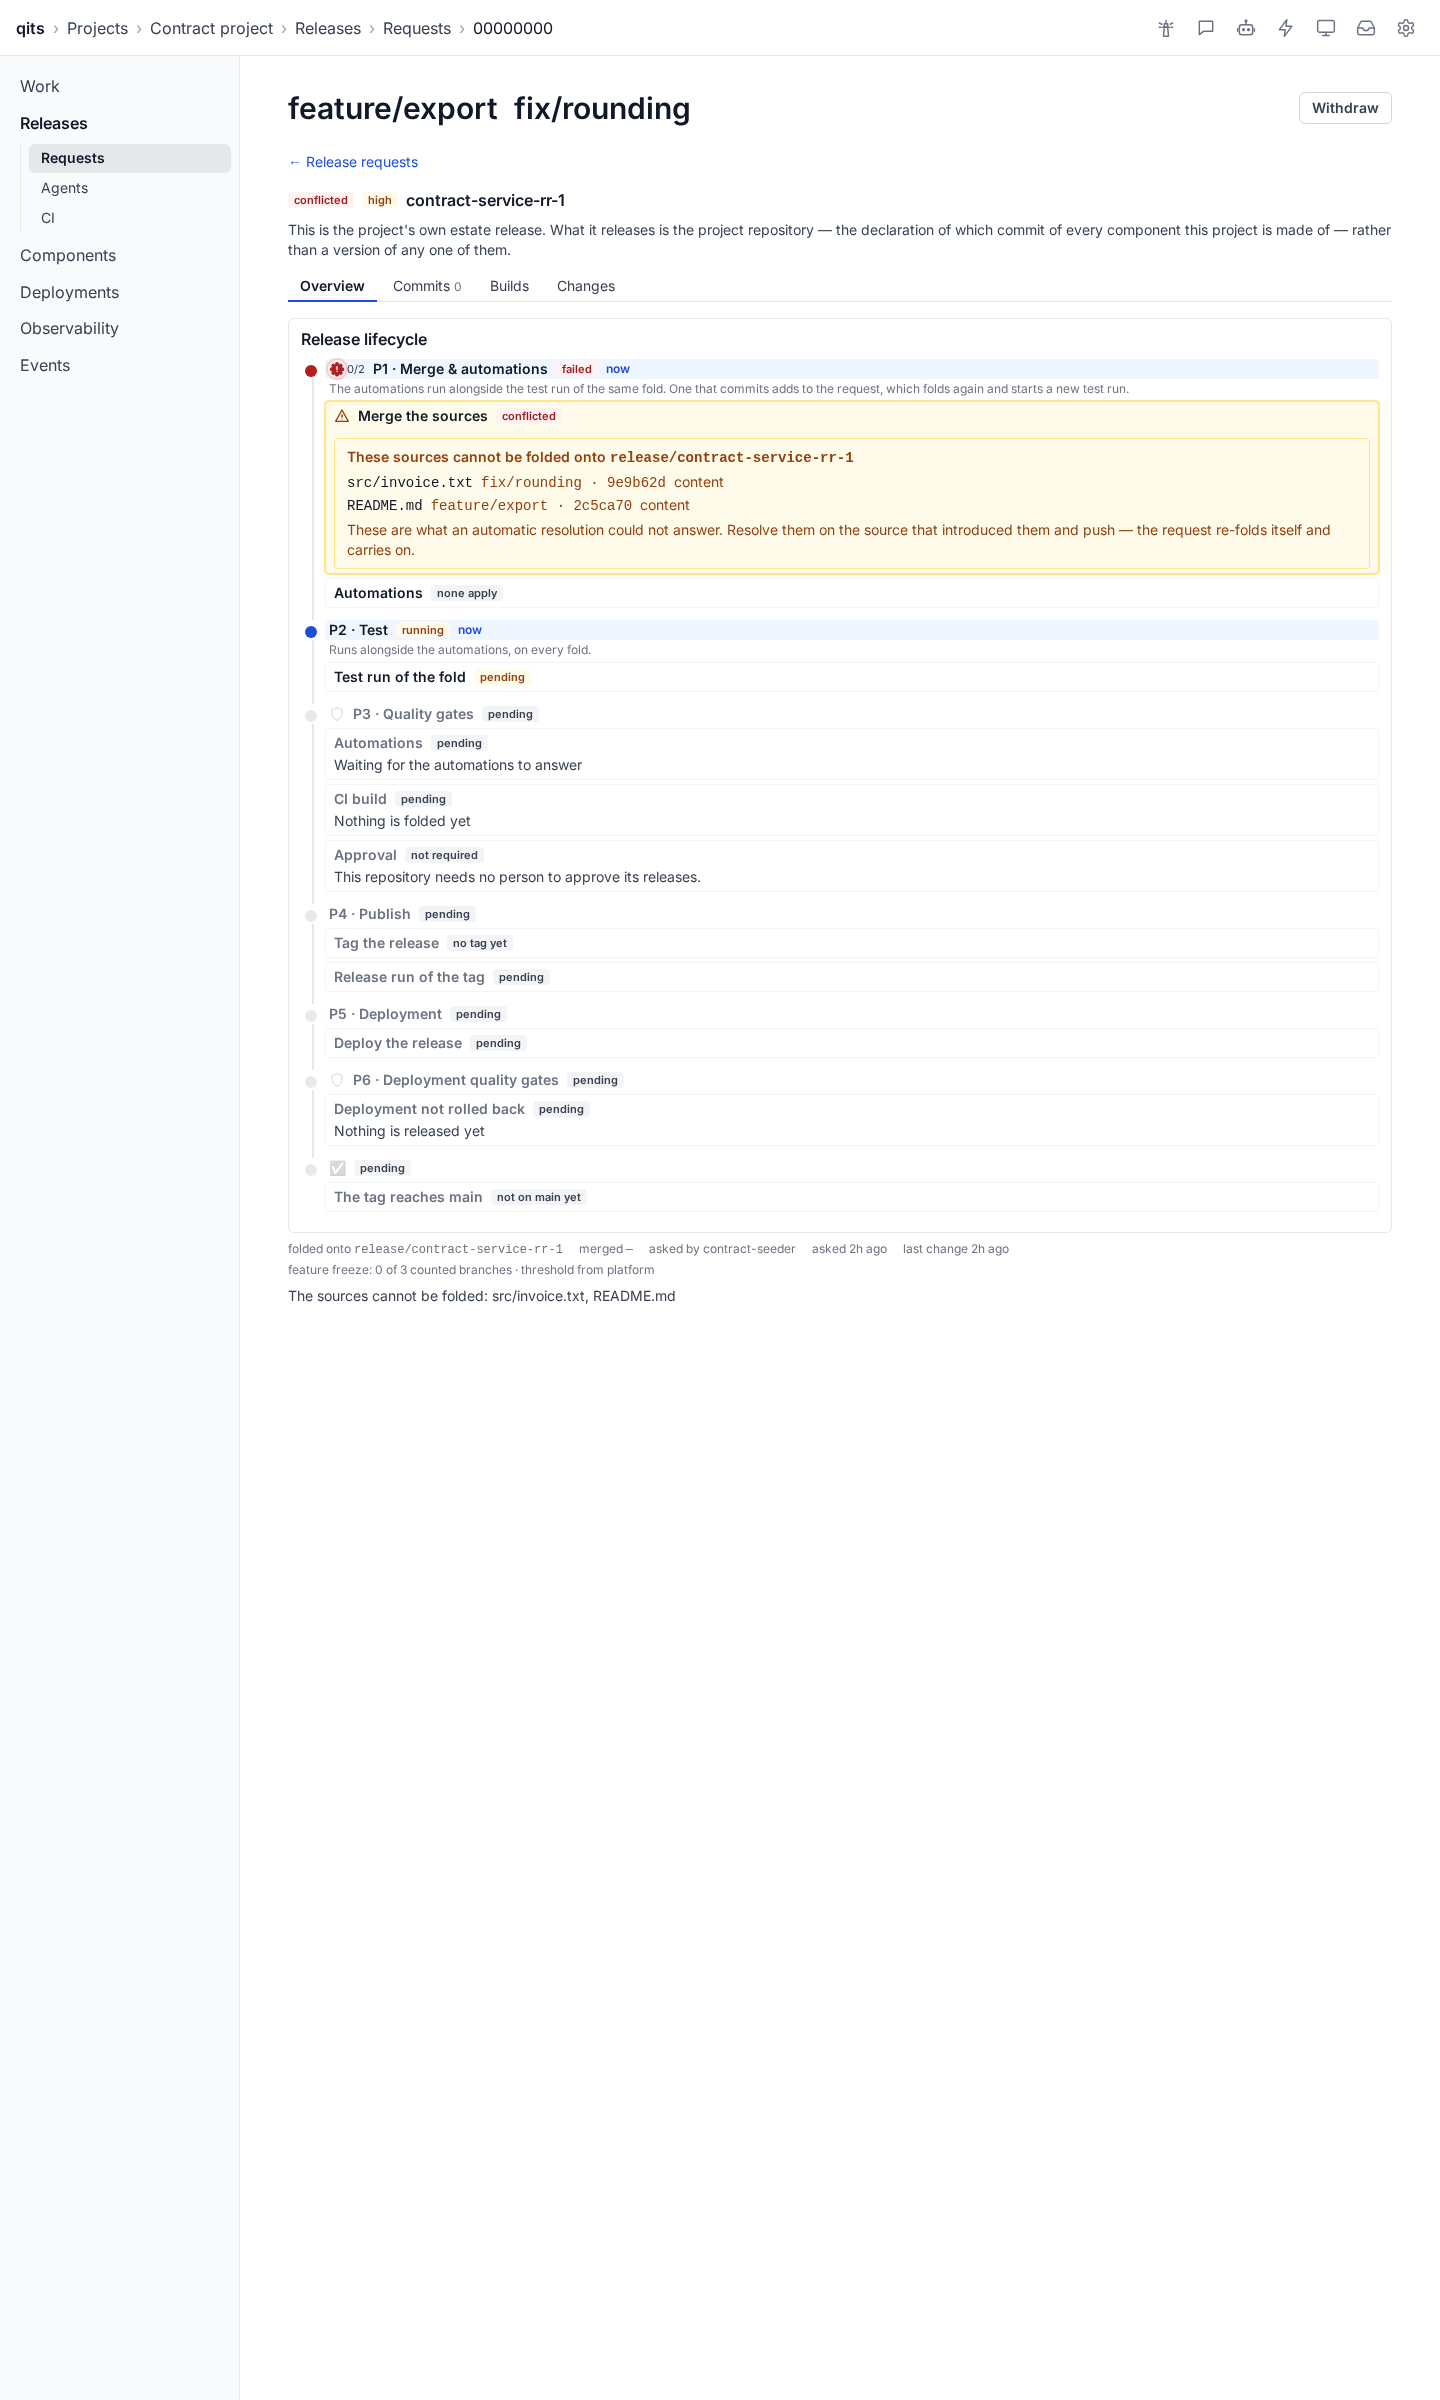 qits › Projects › Contract project › Releases › Requests › 00000000
Work
Releases
Requests
Agents
CI
Components
Deployments
Observability
Events
feature/export fix/rounding
Withdraw
← Release requests
conflicted high contract-service-rr-1
This is the project's own estate release. What it releases is the project repository — the declaration of which commit of every component this project is made of — rather
than a version of any one of them.
Overview Commits 0 Builds Changes
Release lifecycle
0/2 P1 · Merge & automations failed now
The automations run alongside the test run of the same fold. One that commits adds to the request, which folds again and starts a new test run.
Merge the sources conflicted
These sources cannot be folded onto release/contract-service-rr-1
src/invoice.txt fix/rounding · 9e9b62d content
README.md feature/export · 2c5ca70 content
These are what an automatic resolution could not answer. Resolve them on the source that introduced them and push — the request re-folds itself and
carries on.
Automations none apply
P2 · Test running now
Runs alongside the automations, on every fold.
Test run of the fold pending
P3 · Quality gates pending
Automations pending
Waiting for the automations to answer
CI build pending
Nothing is folded yet
Approval not required
This repository needs no person to approve its releases.
P4 · Publish pending
Tag the release no tag yet
Release run of the tag pending
P5 · Deployment pending
Deploy the release pending
P6 · Deployment quality gates pending
Deployment not rolled back pending
Nothing is released yet
pending
The tag reaches main not on main yet
folded onto release/contract-service-rr-1 merged — asked by contract-seeder asked 2h ago last change 2h ago
feature freeze: 0 of 3 counted branches · threshold from platform
The sources cannot be folded: src/invoice.txt, README.md